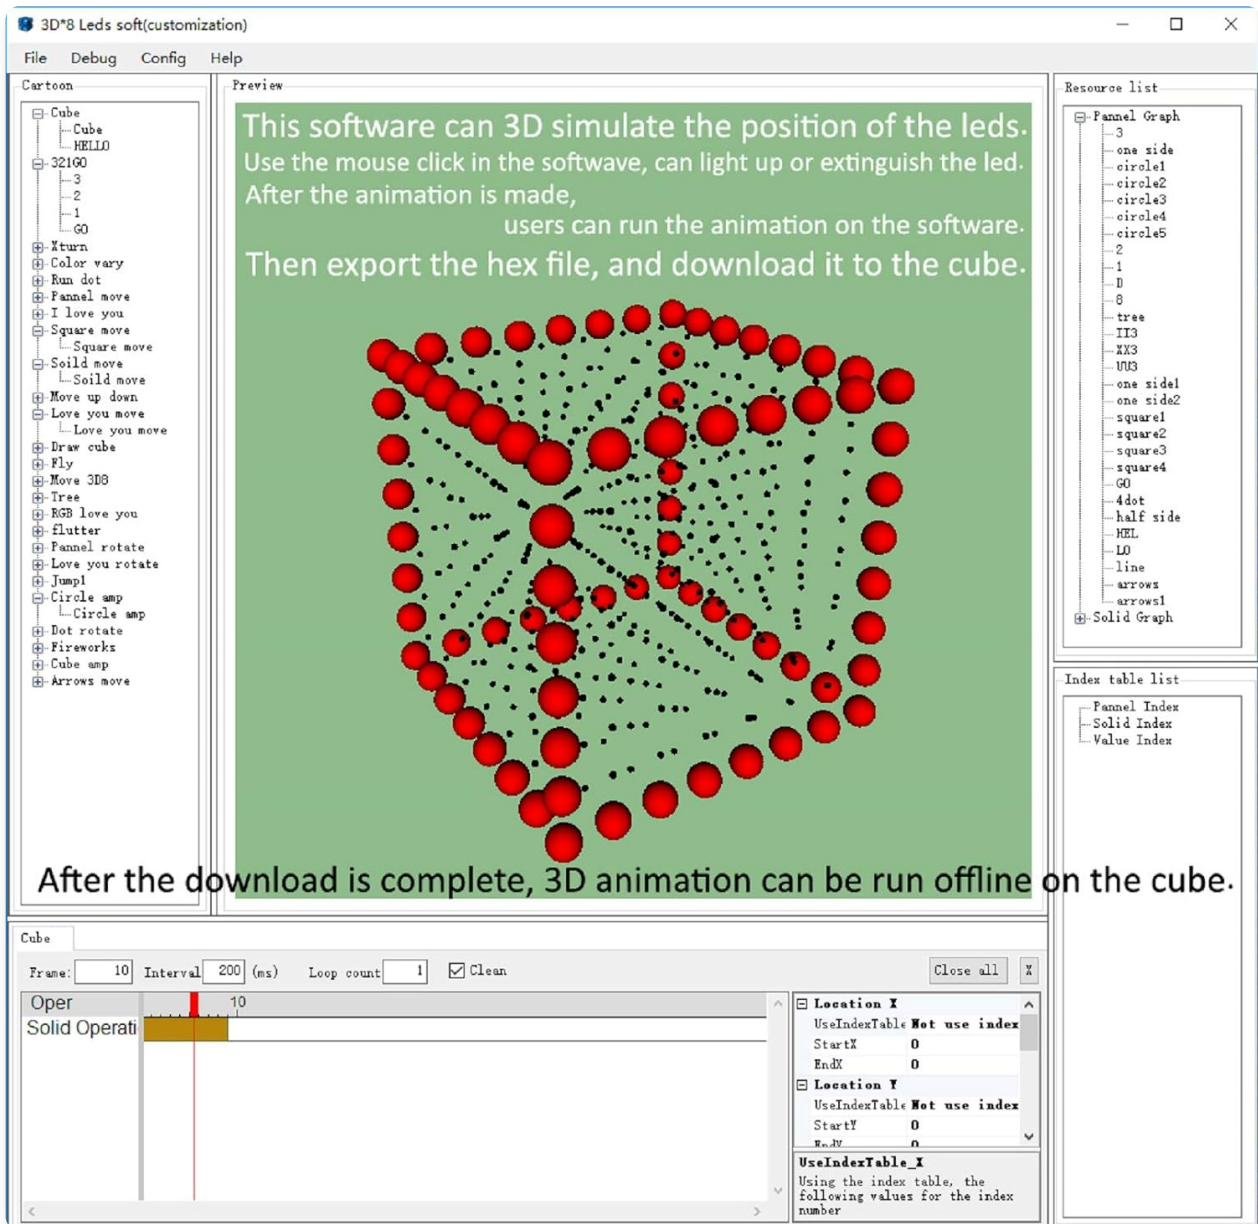 3D*8 Leds soft(customization)
File Debug Config Help
Cartoon
Cube
Cube
HELLO
321GO
3
2
1
GO
Xturn
Color vary
Run dot
Pannel move
I love you
Square move
Square move
Soild move
Soild move
Move up down
Love you move
Love you move
Draw cube
Fly
Move 3D8
Tree
RGB love you
flutter
Pannel rotate
Love you rotate
Jump1
Circle amp
Circle amp
Dot rotate
Fireworks
Cube amp
Arrows move
Preview
This software can 3D simulate the position of the leds.
Use the mouse click in the softwave, can light up or extinguish the led.
After the animation is made,
users can run the animation on the software.
Then export the hex file, and download it to the cube.
After the download is complete, 3D animation can be run offline on the cube.
Resource list
Pannel Graph
3
one side
circle1
circle2
circle3
circle4
circle5
2
1
D
8
tree
II3
XX3
UU3
one side1
one side2
square1
square2
square3
square4
GO
4dot
half side
HEL
LO
line
arrows
arrows1
Solid Graph
Index table list
Pannel Index
Solid Index
Value Index
Cube
Frame: 10 Interval 200 (ms) Loop count 1 Clean Close all X
Oper 10
Solid Operati
Location X
UseIndexTable Not use index
StartX 0
EndX 0
Location Y
UseIndexTable Not use index
StartY 0
EndY 0
UseIndexTable_X
Using the index table, the
following values for the index
number